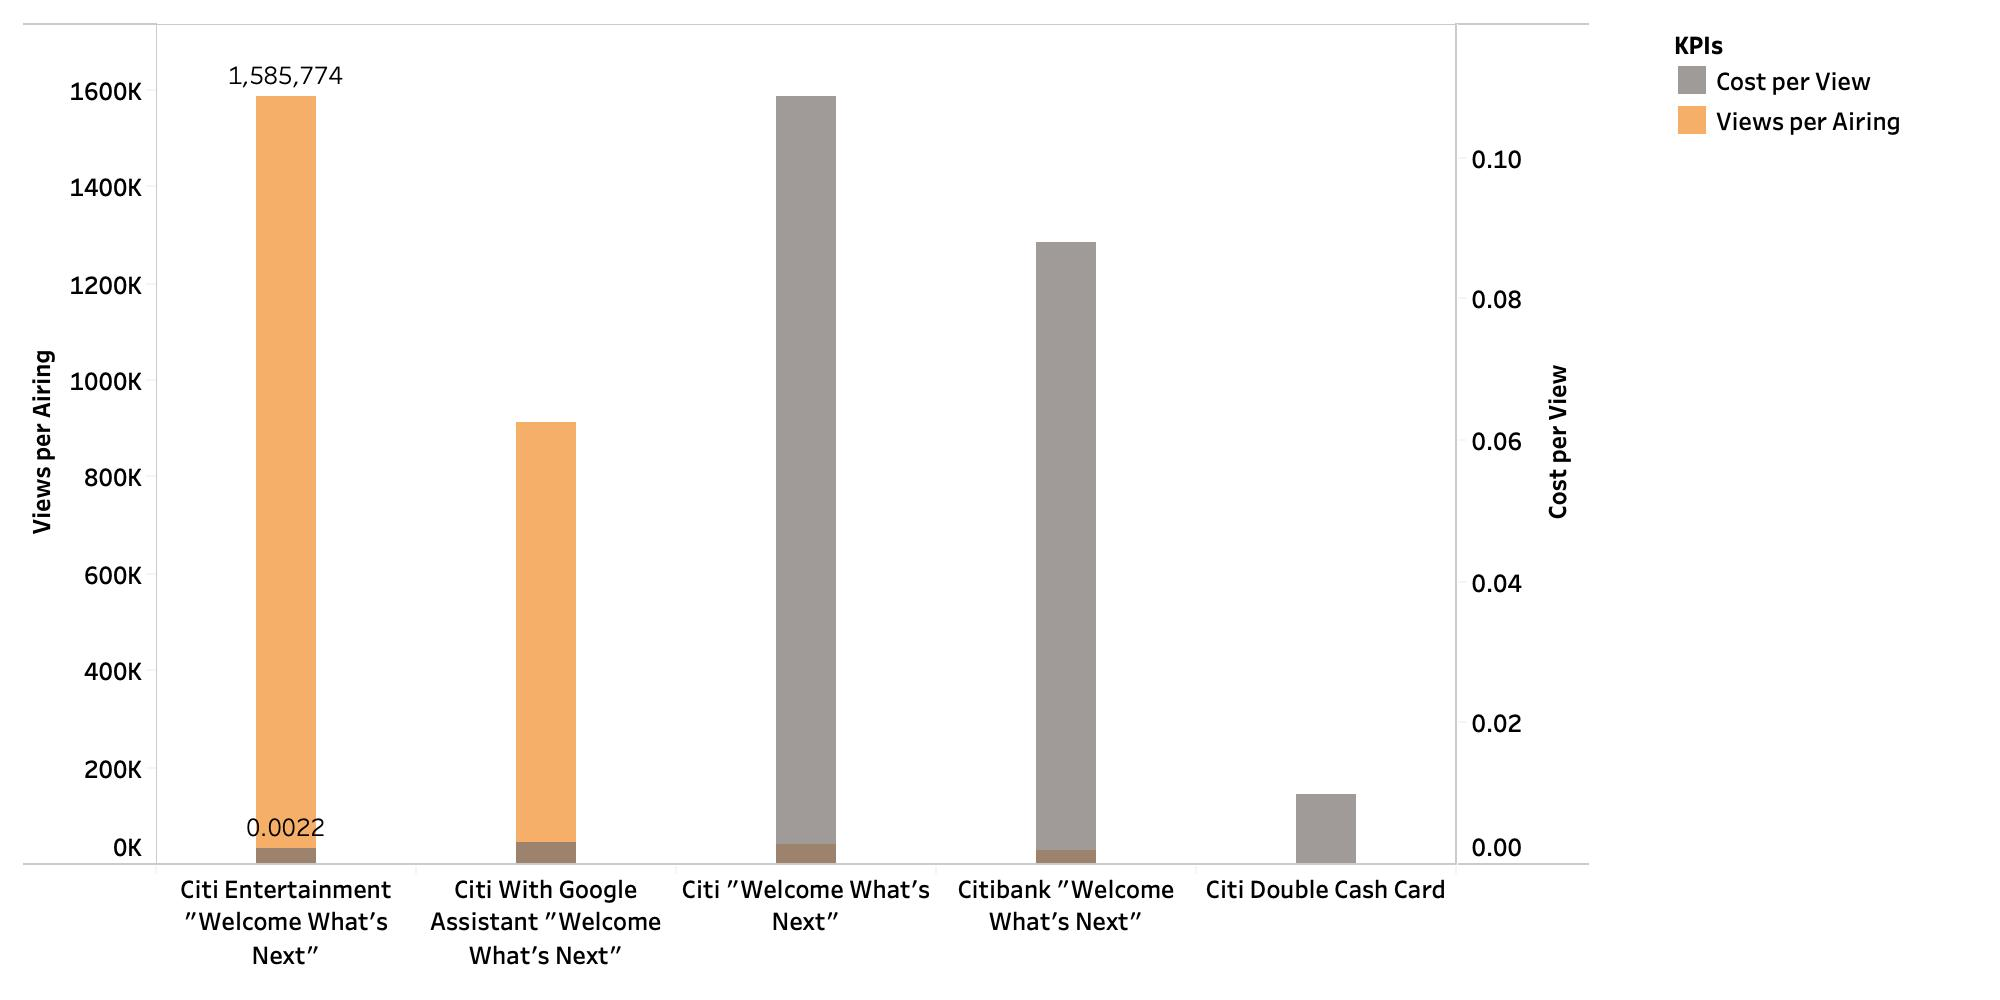 KPIs
Cost per View
Views per Airing
1,585,774
0.0022
Views per Airing
1600K
1400K
1200K
1000K
800K
600K
400K
200K
0K
0.10
0.08
0.06
0.04
0.02
0.00
Cost per View
Citi Entertainment
”Welcome What’s
Next”
Citi With Google
Assistant ”Welcome
What’s Next”
Citi ”Welcome What’s
Next”
Citibank ”Welcome
What’s Next”
Citi Double Cash Card